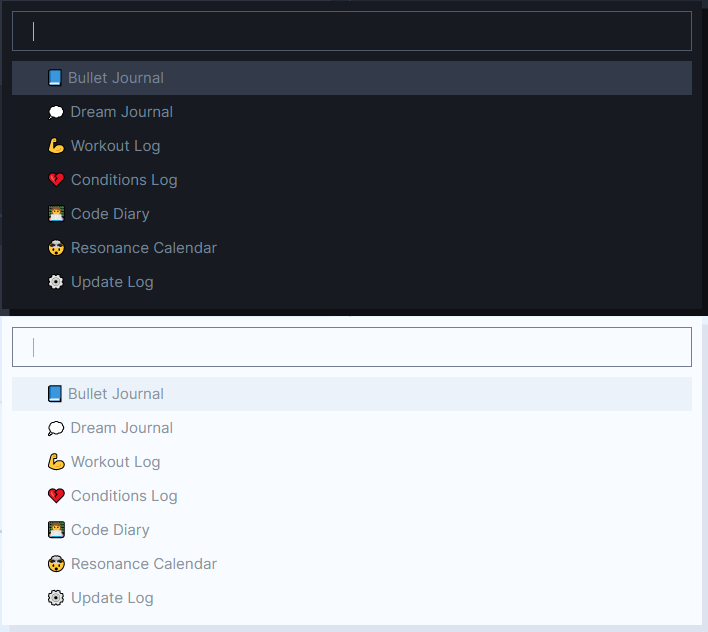 Bullet Journal
Dream Journal
Workout Log
Conditions Log
Code Diary
Resonance Calendar
Update Log
Bullet Journal
Dream Journal
Workout Log
Conditions Log
Code Diary
Resonance Calendar
Update Log